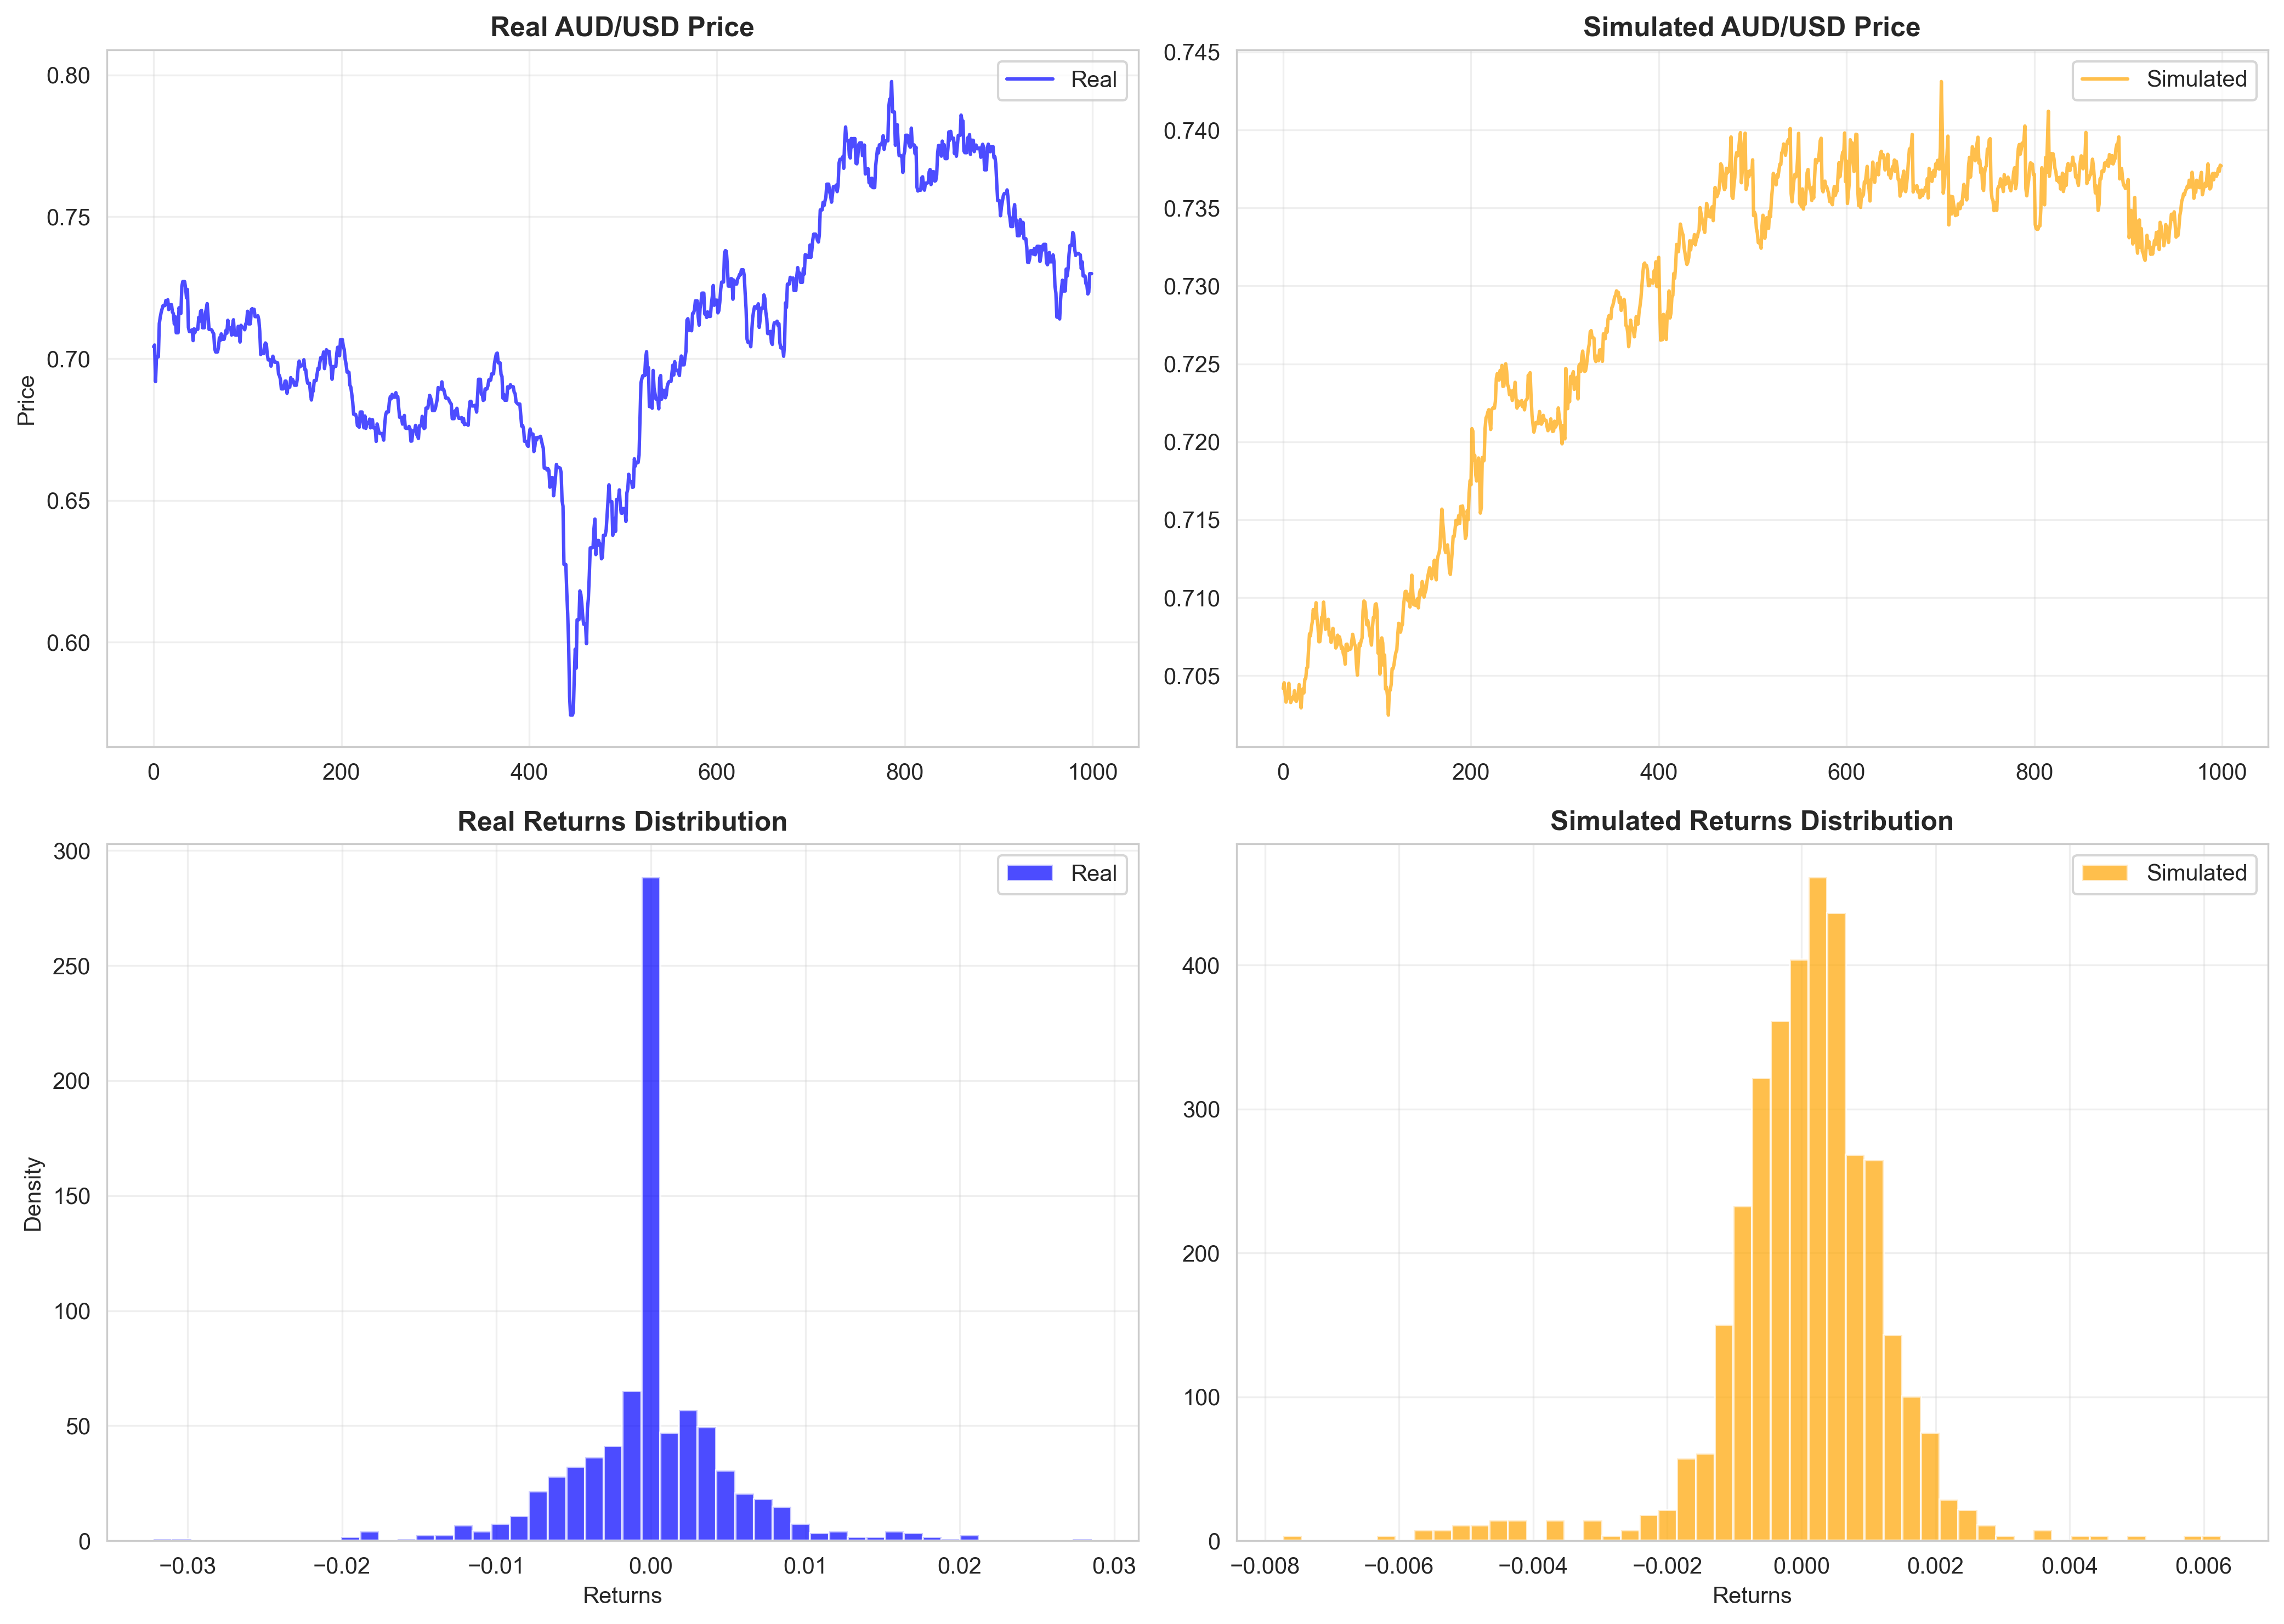 Real AUD/USD Price
Simulated AUD/USD Price
Real
Simulated
Price
0.80
0.75
0.70
0.65
0.60
0 200 400 600 800 1000
0.745
0.740
0.735
0.730
0.725
0.720
0.715
0.710
0.705
0 200 400 600 800 1000
Real Returns Distribution
Simulated Returns Distribution
Real
Simulated
Density
300
250
200
150
100
50
0
−0.03 −0.02 −0.01 0.00 0.01 0.02 0.03
Returns
400
300
200
100
0
−0.008 −0.006 −0.004 −0.002 0.000 0.002 0.004 0.006
Returns